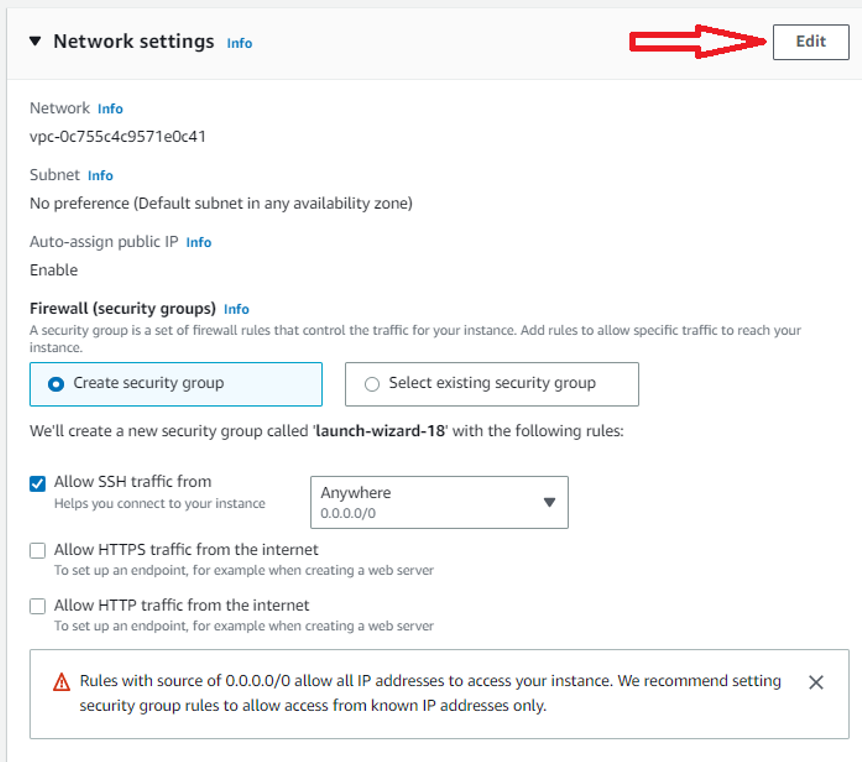 Network settings Info
Edit
Network Info
vpc-0c755c4c9571e0c41
Subnet Info
No preference (Default subnet in any availability zone)
Auto-assign public IP Info
Enable
Firewall (security groups) Info
A security group is a set of firewall rules that control the traffic for your instance. Add rules to allow specific traffic to reach your
instance.
Create security group
Select existing security group
We'll create a new security group called 'launch-wizard-18' with the following rules:
Allow SSH traffic from
Helps you connect to your instance
Anywhere
0.0.0.0/0
Allow HTTPS traffic from the internet
To set up an endpoint, for example when creating a web server
Allow HTTP traffic from the internet
To set up an endpoint, for example when creating a web server
Rules with source of 0.0.0.0/0 allow all IP addresses to access your instance. We recommend setting
security group rules to allow access from known IP addresses only.